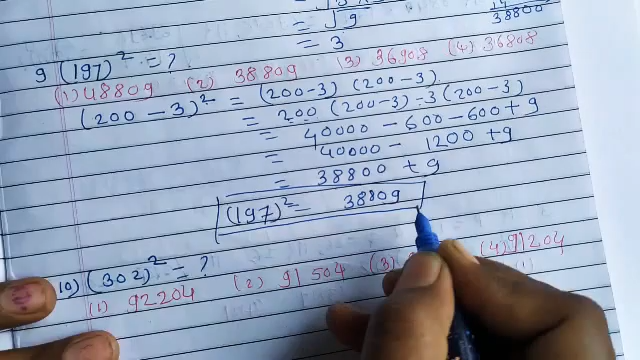 = √9
= 3
38800
9 (197)² = ?
(1) 48809 (2) 38809 (3) 36908 (4) 36808
(200 - 3)² = (200-3) (200-3)
= 200 (200-3) - 3 (200-3)
= 40000 - 600 - 600 + 9
= 40000 - 1200 + 9
= 38800 + 9
(197)² = 38809
10) (302)² = ?
(1) 92204 (2) 91504 (3) (4) 91204